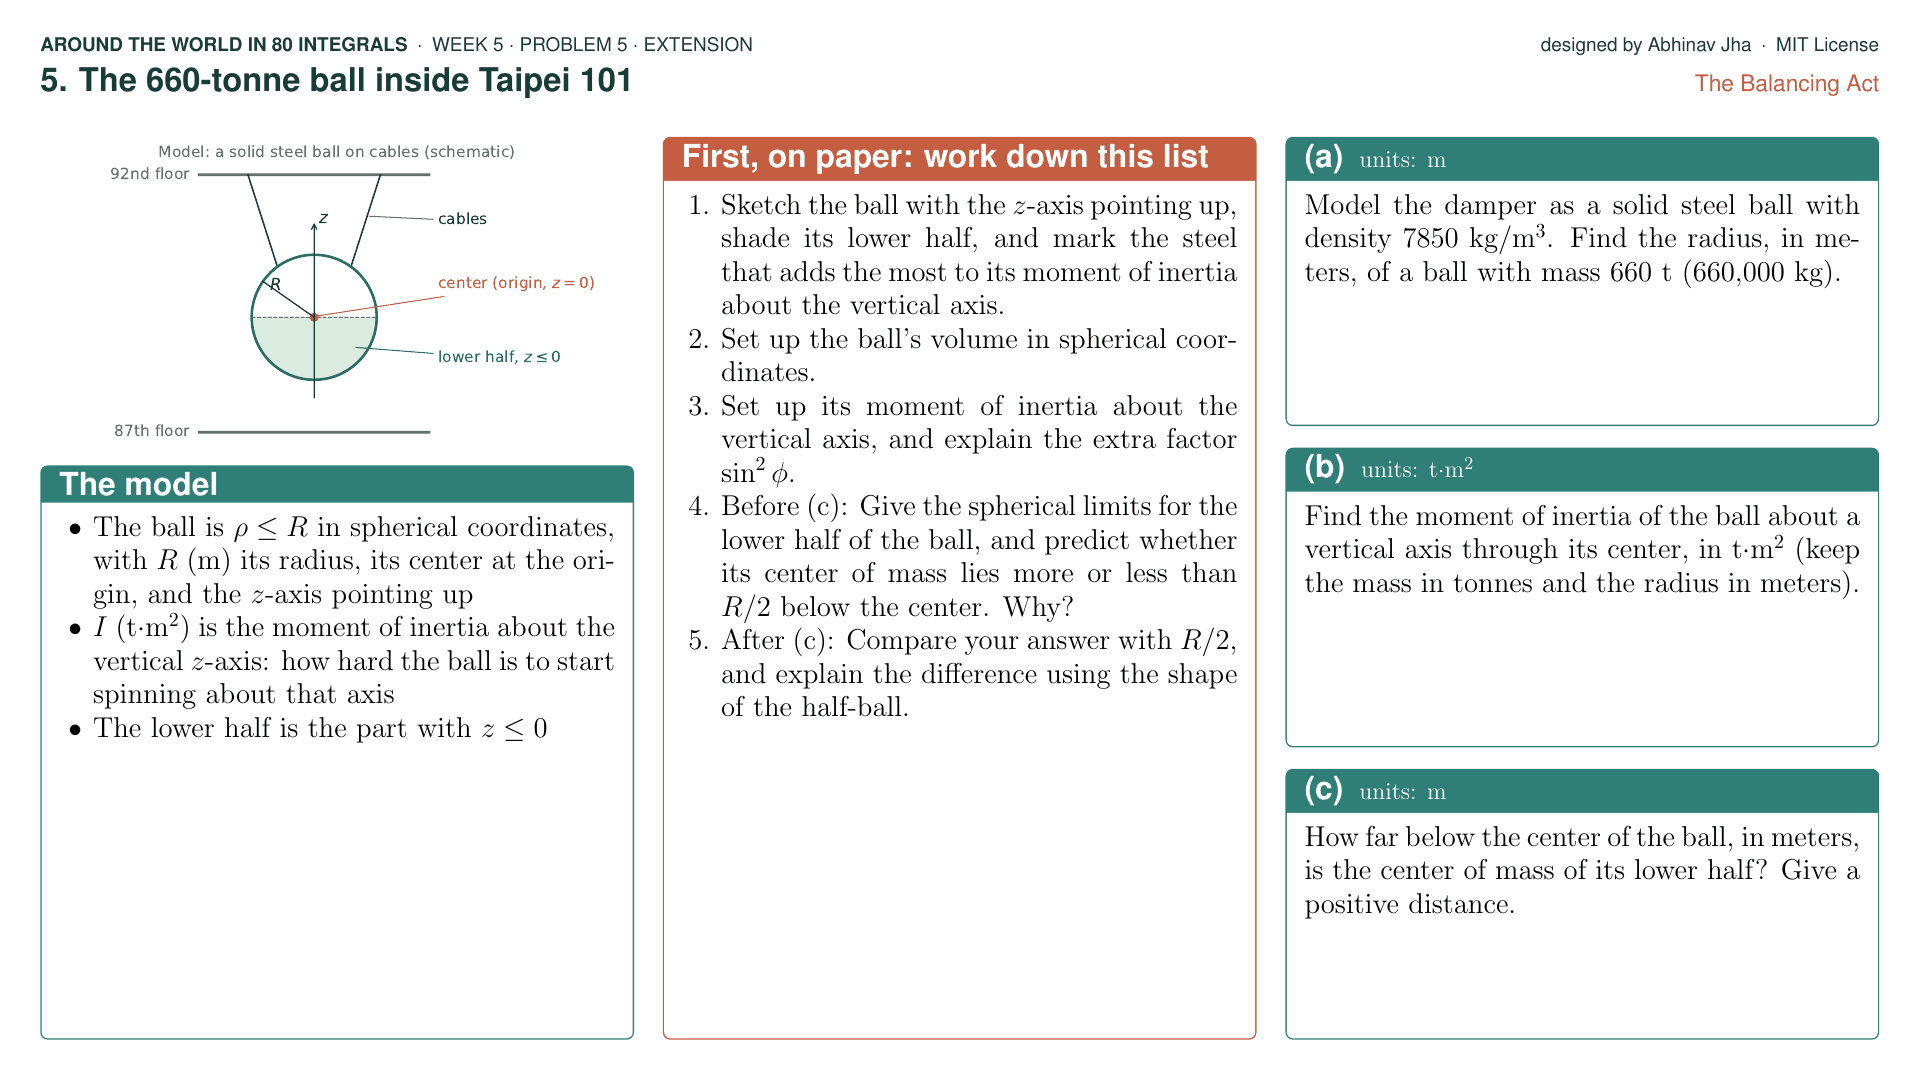 AROUND THE WORLD IN 80 INTEGRALS · WEEK 5 · PROBLEM 5 · EXTENSION
designed by Abhinav Jha · MIT License
5. The 660-tonne ball inside Taipei 101
The Balancing Act
Model: a solid steel ball on cables (schematic)
92nd floor
z
cables
R
center (origin, z = 0)
lower half, z ≤ 0
87th floor
The model
• The ball is ρ ≤ R in spherical coordinates,
with R (m) its radius, its center at the ori-
gin, and the z-axis pointing up
• I (t·m²) is the moment of inertia about the
vertical z-axis: how hard the ball is to start
spinning about that axis
• The lower half is the part with z ≤ 0
First, on paper: work down this list
1. Sketch the ball with the z-axis pointing up,
shade its lower half, and mark the steel
that adds the most to its moment of inertia
about the vertical axis.
2. Set up the ball's volume in spherical coor-
dinates.
3. Set up its moment of inertia about the
vertical axis, and explain the extra factor
sin² ϕ.
4. Before (c): Give the spherical limits for the
lower half of the ball, and predict whether
its center of mass lies more or less than
R/2 below the center. Why?
5. After (c): Compare your answer with R/2,
and explain the difference using the shape
of the half-ball.
(a) units: m
Model the damper as a solid steel ball with
density 7850 kg/m³. Find the radius, in me-
ters, of a ball with mass 660 t (660,000 kg).
(b) units: t·m²
Find the moment of inertia of the ball about a
vertical axis through its center, in t·m² (keep
the mass in tonnes and the radius in meters).
(c) units: m
How far below the center of the ball, in meters,
is the center of mass of its lower half? Give a
positive distance.